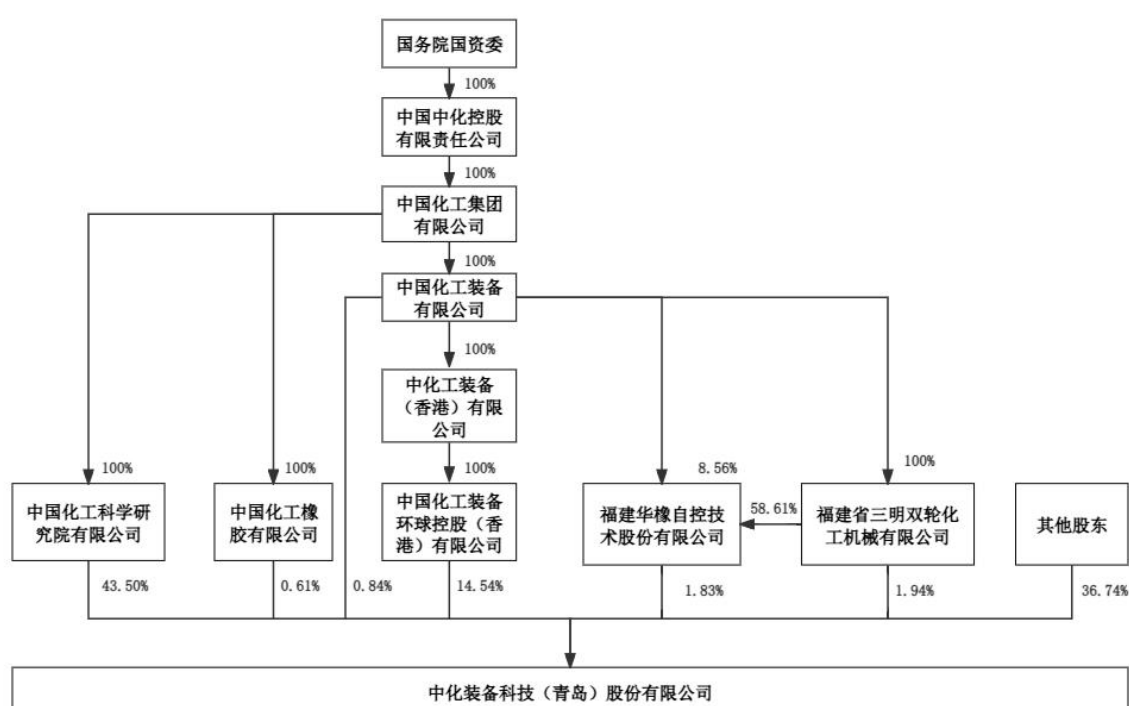 国务院国资委
100%
中国中化控股
有限责任公司
100%
中国化工集团
有限公司
100%
中国化工装备
有限公司
100%
中化工装备
（香港）有限
公司
100%
100%
100%
8.56%
100%
中国化工科学研
究院有限公司
中国化工橡
胶有限公司
中国化工装备
环球控股（香
港）有限公司
福建华橡自控技
术股份有限公司
58.61%
福建省三明双轮化
工机械有限公司
其他股东
43.50%
0.61%
0.84%
14.54%
1.83%
1.94%
36.74%
中化装备科技（青岛）股份有限公司